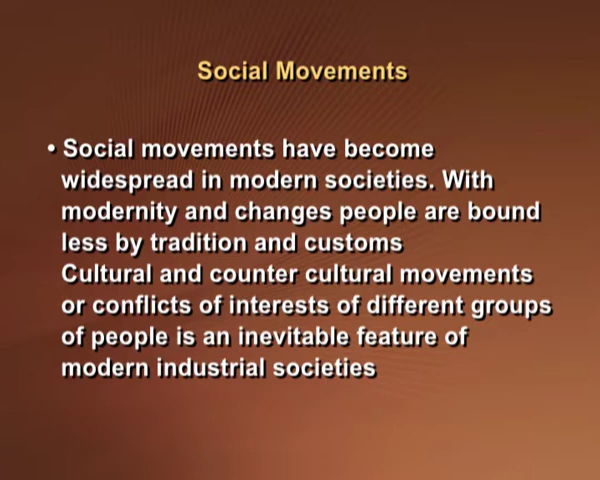 Social Movements
• Social movements have become
widespread in modern societies. With
modernity and changes people are bound
less by tradition and customs
Cultural and counter cultural movements
or conflicts of interests of different groups
of people is an inevitable feature of
modern industrial societies